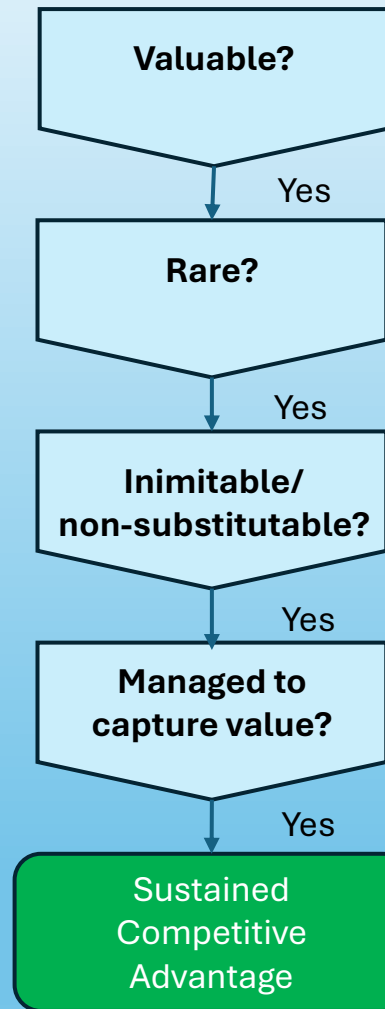 Valuable?
Yes
Rare?
Yes
Inimitable/
non-substitutable?
Yes
Managed to
capture value?
Yes
Sustained
Competitive
Advantage